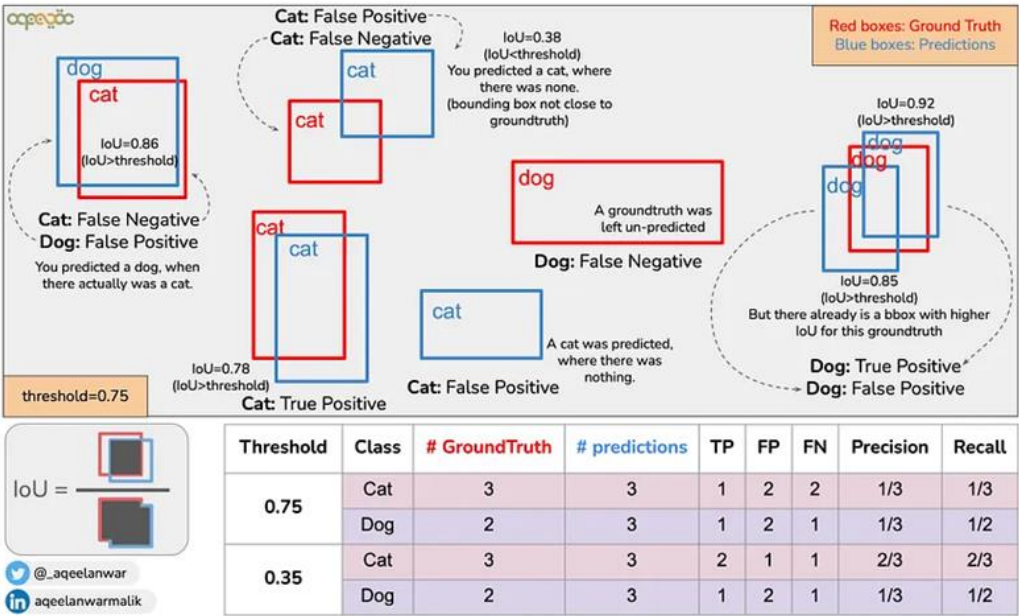 Cat: False Positive
Cat: False Negative
Red boxes: Ground Truth
Blue boxes: Predictions
dog
cat
IoU=0.86
(IoU>threshold)
Cat: False Negative
Dog: False Positive
You predicted a dog, when
there actually was a cat.
cat
cat
IoU=0.38
(IoU<threshold)
You predicted a cat, where
there was none.
(bounding box not close to
groundtruth)
cat
cat
IoU=0.78
(IoU>threshold)
Cat: True Positive
dog
A groundtruth was
left un-predicted
Dog: False Negative
cat
A cat was predicted,
where there was
nothing.
Cat: False Positive
IoU=0.92
(IoU>threshold)
dog
dog
dog
IoU=0.85
(IoU>threshold)
But there already is a bbox with higher
IoU for this groundtruth
Dog: True Positive
Dog: False Positive
threshold=0.75
IoU =
@_aqeelanwar
in aqeelanwarmalik
Threshold Class # GroundTruth # predictions TP FP FN Precision Recall
0.75
Cat 3 3 1 2 2 1/3 1/3
Dog 2 3 1 2 1 1/3 1/2
0.35
Cat 3 3 2 1 1 2/3 2/3
Dog 2 3 1 2 1 1/3 1/2